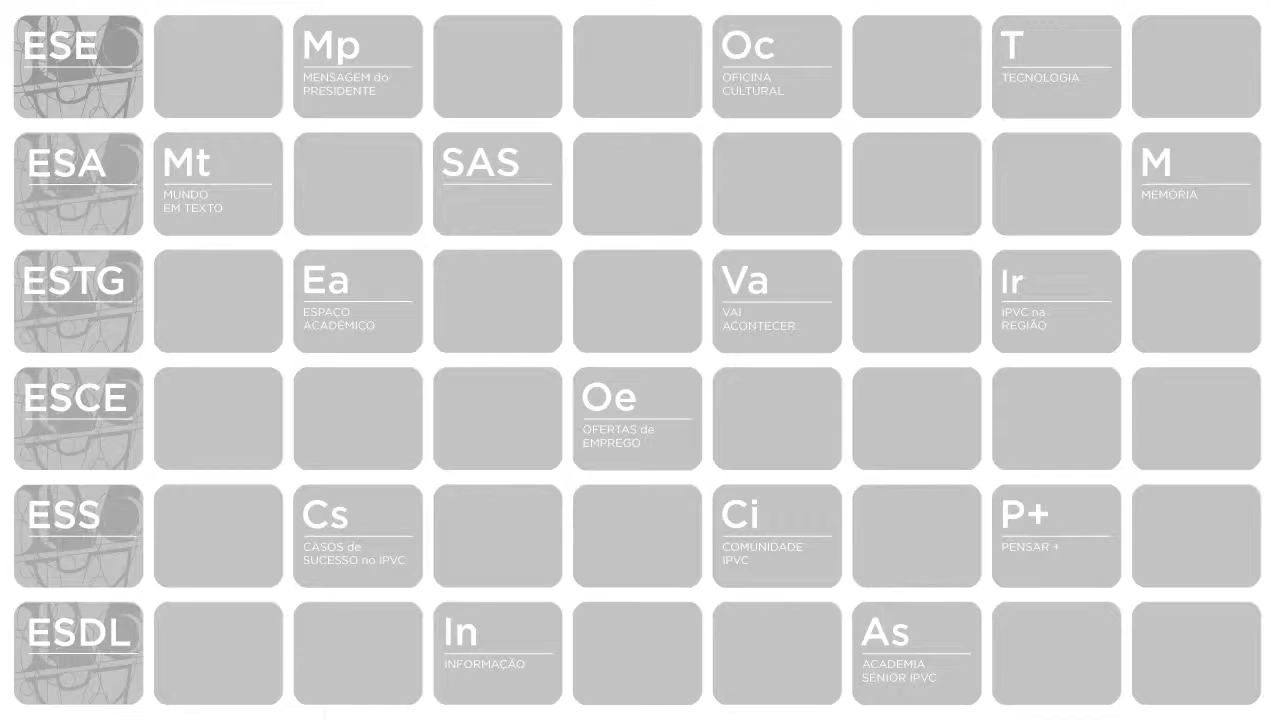 ESE
Mp
MENSAGEM do
PRESIDENTE
Oc
OFICINA
CULTURAL
T
TECNOLOGIA
ESA
Mt
MUNDO
EM TEXTO
SAS
M
MEMÓRIA
ESTG
Ea
ESPAÇO
ACADÉMICO
Va
VAI
ACONTECER
Ir
IPVC na
REGIÃO
ESCE
Oe
OFERTAS de
EMPREGO
ESS
Cs
CASOS de
SUCESSO no IPVC
Ci
COMUNIDADE
IPVC
P+
PENSAR +
ESDL
In
INFORMAÇÃO
As
ACADEMIA
SENIOR IPVC